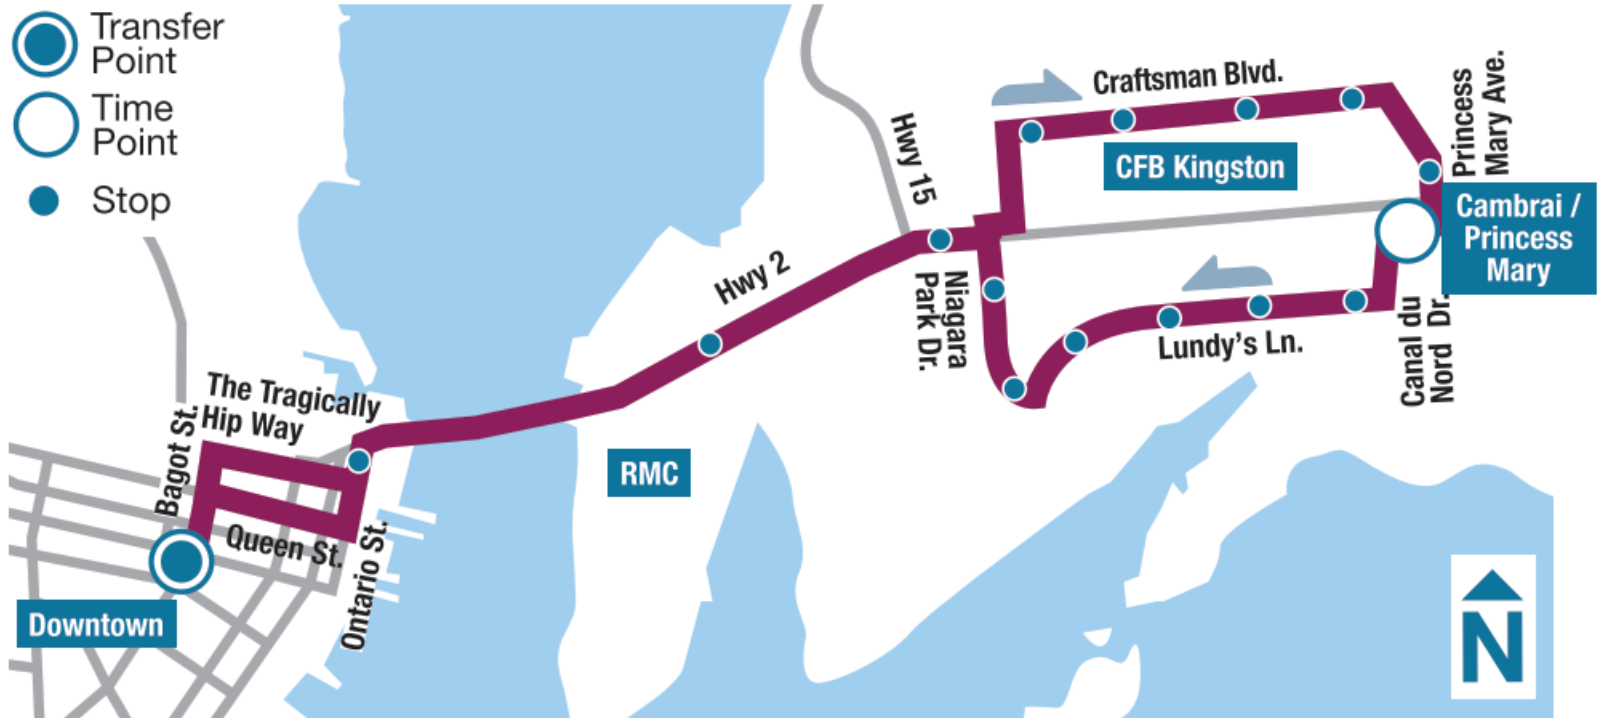 Transfer
Point
Time
Point
Stop
Craftsman Blvd.
Princess
Mary Ave.
Hwy 15
CFB Kingston
Cambrai /
Princess
Mary
Hwy 2
Niagara
Park Dr.
Lundy's Ln.
Canal du
Nord Dr.
The Tragically
Hip Way
Bagot St.
RMC
Queen St.
Ontario St.
Downtown
N